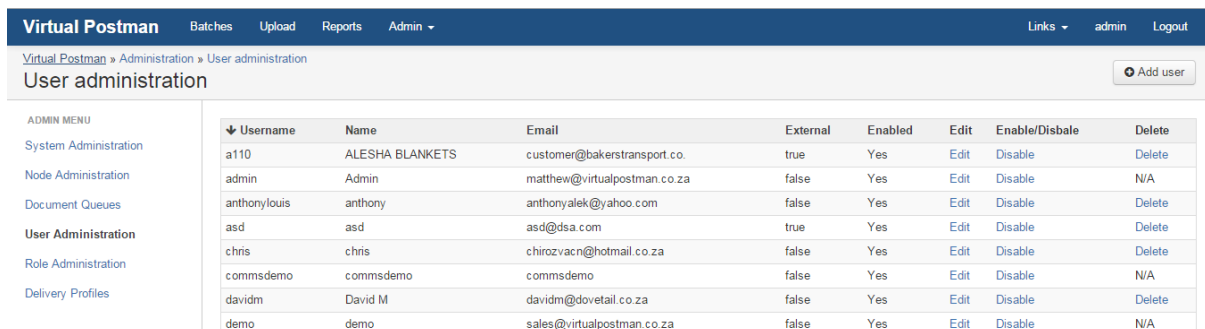 Virtual Postman Batches Upload Reports Admin Links admin Logout
Virtual Postman » Administration » User administration
User administration
Add user
ADMIN MENU
System Administration
Node Administration
Document Queues
User Administration
Role Administration
Delivery Profiles
Username Name Email External Enabled Edit Enable/Disbale Delete
a110 ALESHA BLANKETS customer@bakerstransport.co. true Yes Edit Disable Delete
admin Admin matthew@virtualpostman.co.za false Yes Edit Disable N/A
anthonylouis anthony anthonyalek@yahoo.com false Yes Edit Disable Delete
asd asd asd@dsa.com true Yes Edit Disable Delete
chris chris chirozvacn@hotmail.co.za false Yes Edit Disable Delete
commsdemo commsdemo commsdemo false Yes Edit Disable N/A
davidm David M davidm@dovetail.co.za false Yes Edit Disable Delete
demo demo sales@virtualpostman.co.za false Yes Edit Disable N/A